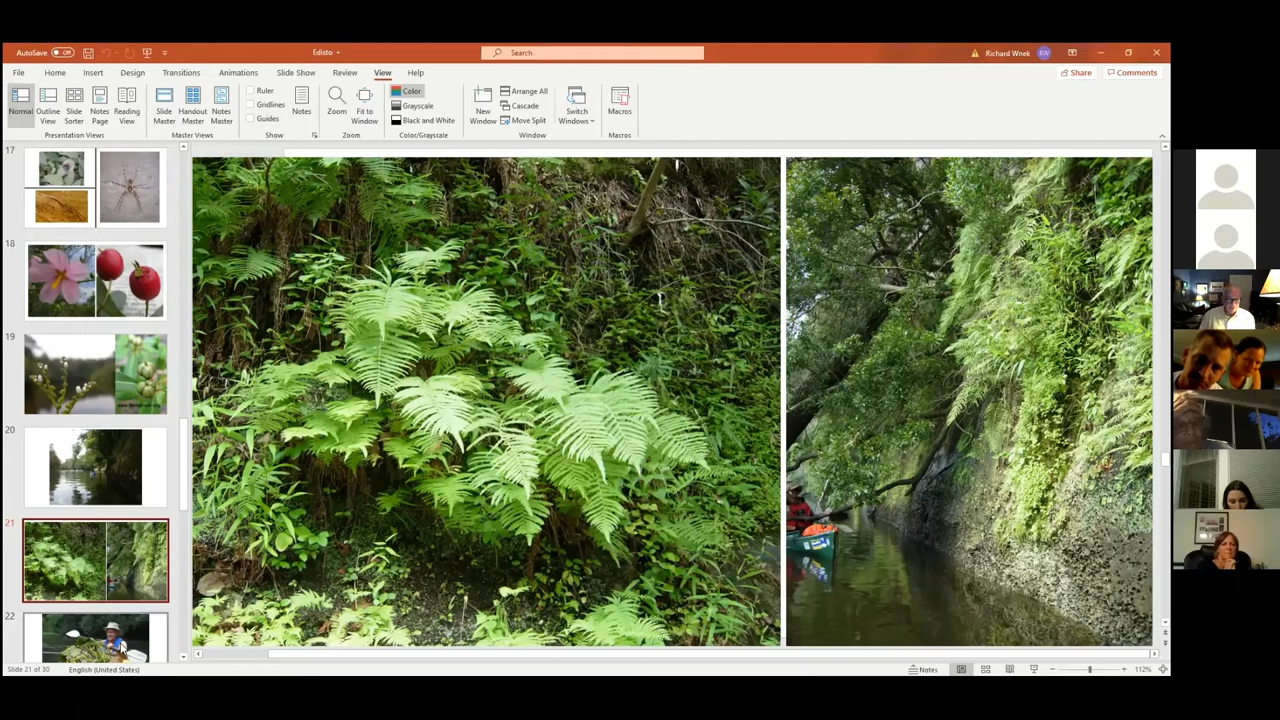 AutoSave Off Edisto Search Richard Wnek RW
File Home Insert Design Transitions Animations Slide Show Review View Help Share Comments
Normal Outline View Slide Sorter Notes Page Reading View
Presentation Views
Slide Master Handout Master Notes Master
Master Views
Ruler
Gridlines
Guides
Show
Notes
Zoom Fit to Window
Zoom
Color
Grayscale
Black and White
Color/Grayscale
New Window
Arrange All
Cascade
Move Split
Switch Windows
Window
Macros
Macros
17
18
19
20
21
22
Slide 21 of 30 English (United States) Notes 112%